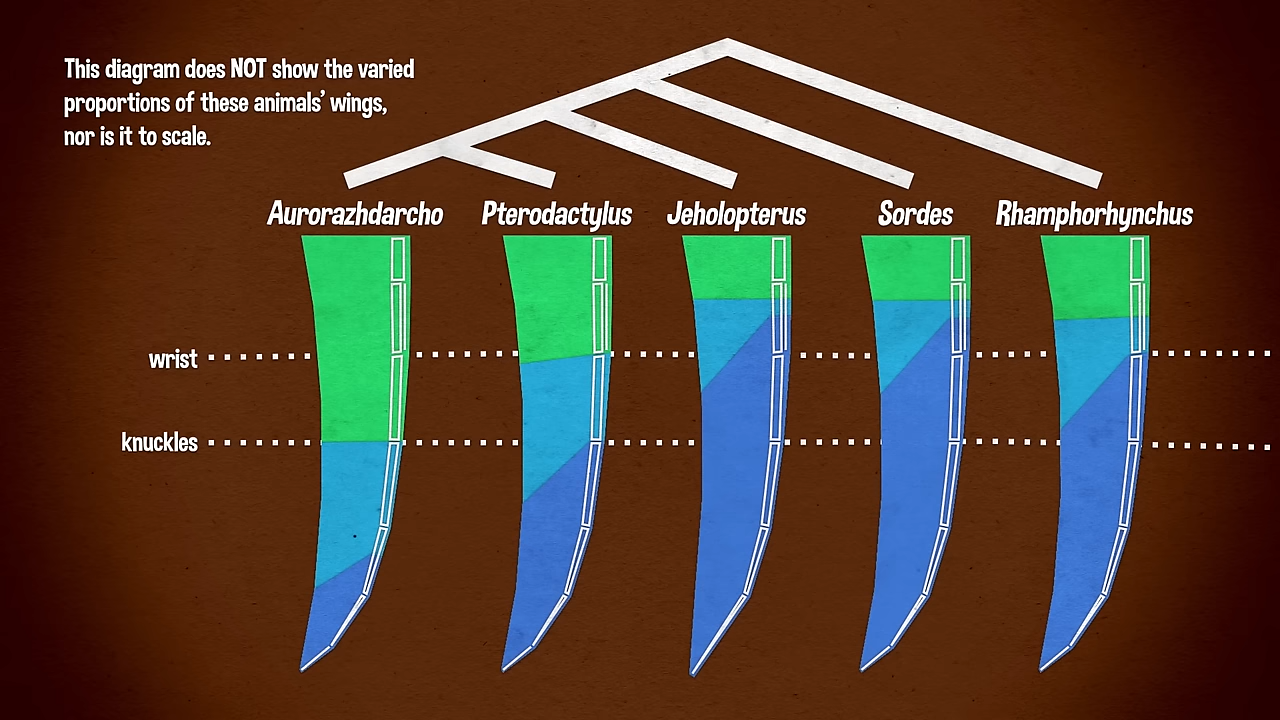 This diagram does NOT show the varied
proportions of these animals' wings,
nor is it to scale.
Aurorazhdarcho Pterodactylus Jeholopterus Sordes Rhamphorhynchus
wrist
knuckles